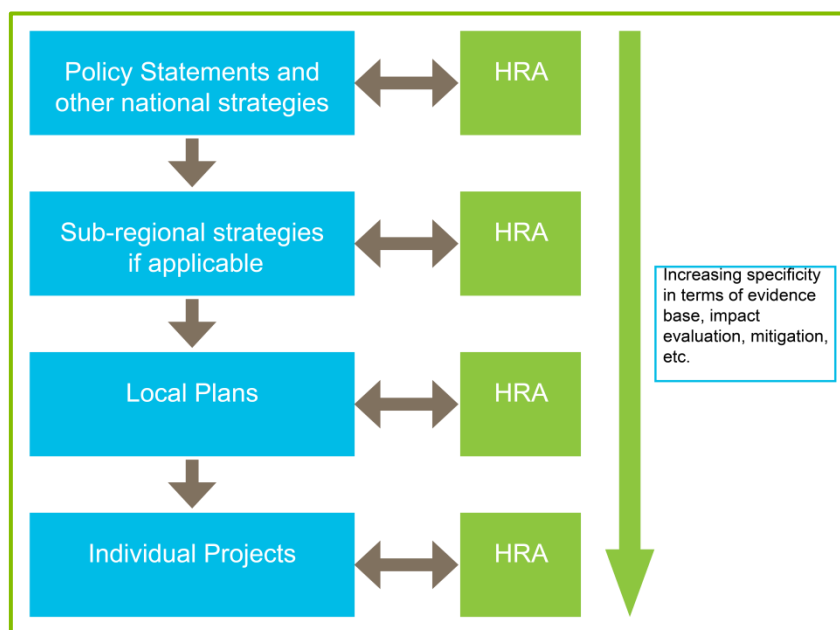 Policy Statements and
other national strategies
HRA
Sub-regional strategies
if applicable
HRA
Increasing specificity
in terms of evidence
base, impact
evaluation, mitigation,
etc.
Local Plans
HRA
Individual Projects
HRA